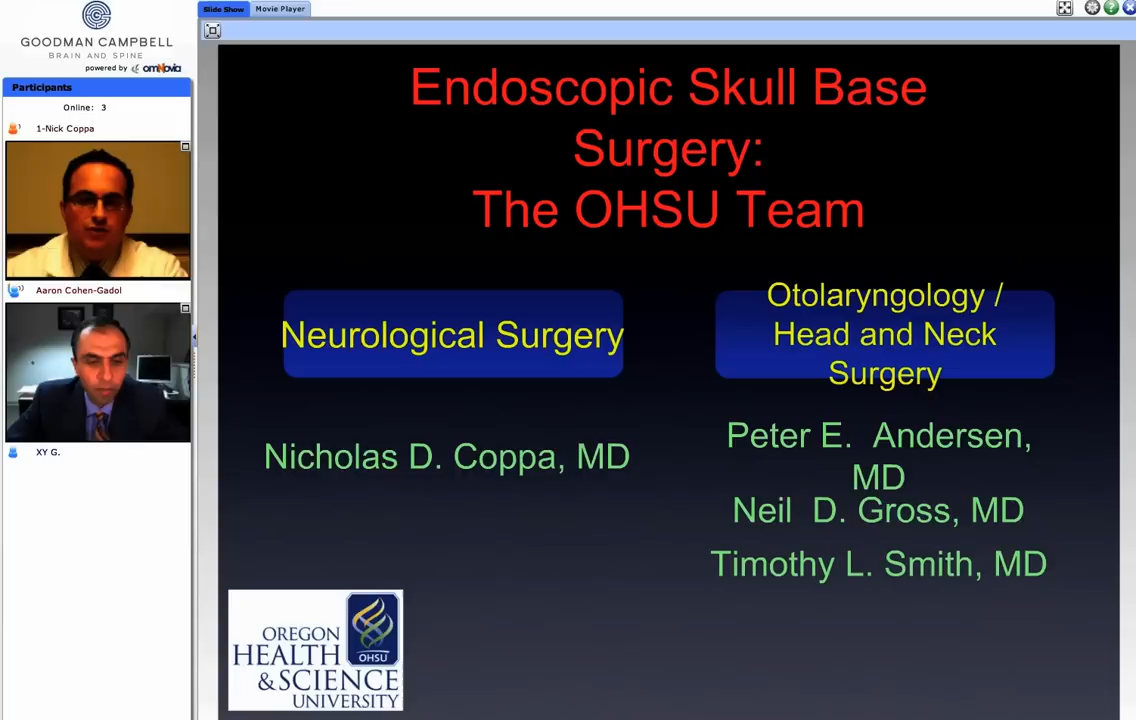 GOODMAN CAMPBELL
BRAIN AND SPINE
powered by omNovia
Participants
Online: 3
1-Nick Coppa
Aaron Cohen-Gadol
XY G.
Slide Show
Movie Player
Endoscopic Skull Base
Surgery:
The OHSU Team
Neurological Surgery
Nicholas D. Coppa, MD
Otolaryngology /
Head and Neck
Surgery
Peter E. Andersen,
MD
Neil D. Gross, MD
Timothy L. Smith, MD
OREGON
HEALTH
&SCIENCE
UNIVERSITY
OHSU